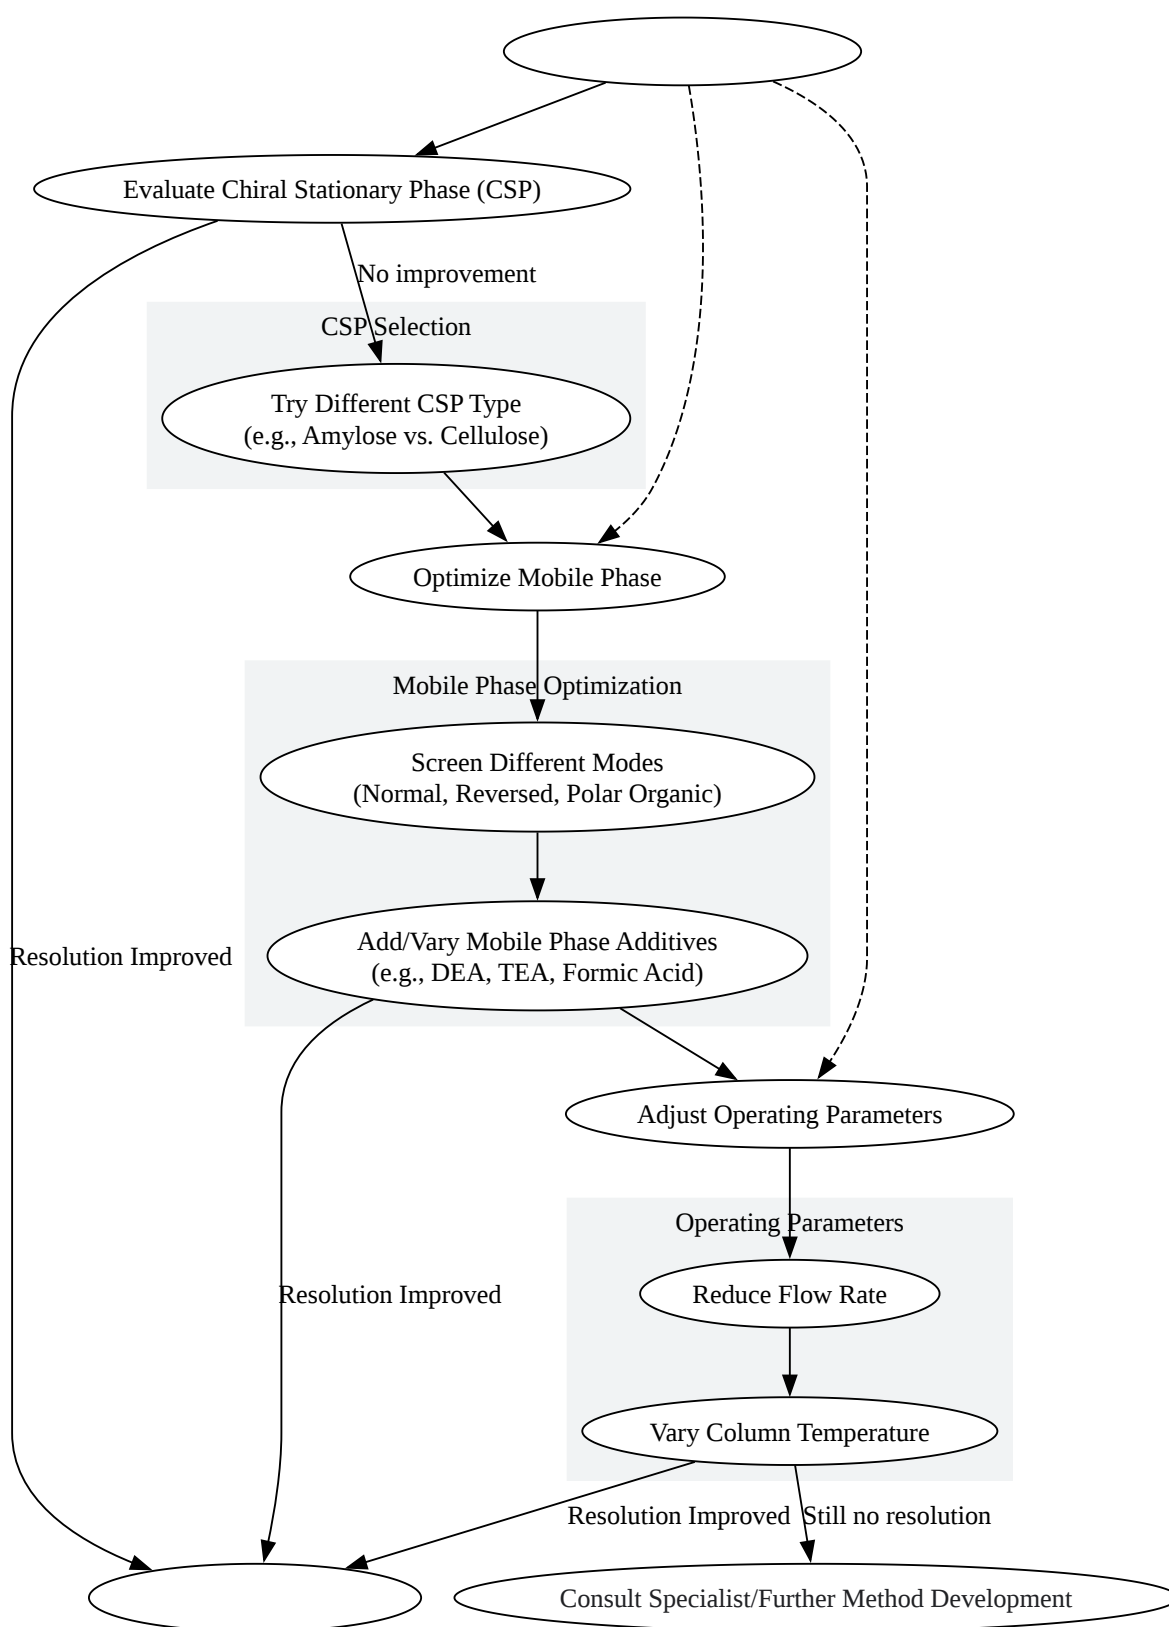 Evaluate Chiral Stationary Phase (CSP)
No improvement
CSP Selection
Try Different CSP Type
(e.g., Amylose vs. Cellulose)
Optimize Mobile Phase
Mobile Phase Optimization
Screen Different Modes
(Normal, Reversed, Polar Organic)
Add/Vary Mobile Phase Additives
(e.g., DEA, TEA, Formic Acid)
Resolution Improved
Adjust Operating Parameters
Operating Parameters
Reduce Flow Rate
Resolution Improved
Vary Column Temperature
Resolution Improved
Still no resolution
Consult Specialist/Further Method Development